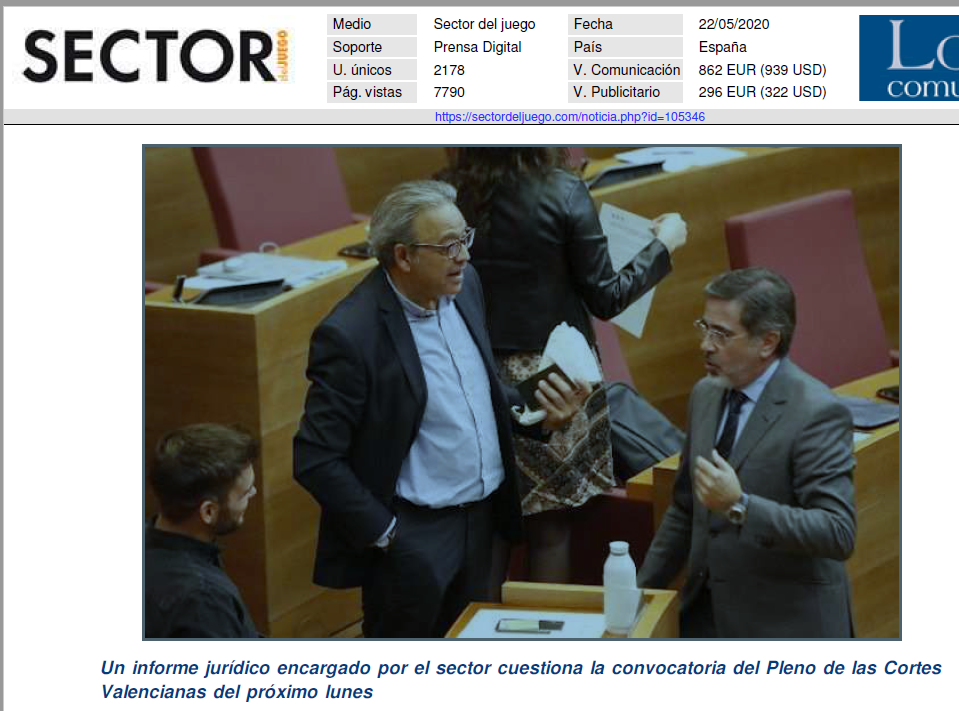 SECTOR
delJUEGO
Medio Sector del juego Fecha 22/05/2020
Soporte Prensa Digital País España
U. únicos 2178 V. Comunicación 862 EUR (939 USD)
Pág. vistas 7790 V. Publicitario 296 EUR (322 USD)
https://sectordeljuego.com/noticia.php?id=105346
Un informe jurídico encargado por el sector cuestiona la convocatoria del Pleno de las Cortes
Valencianas del próximo lunes